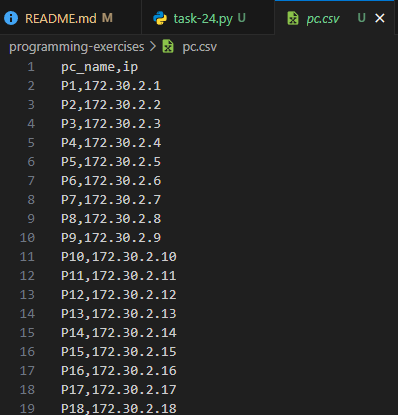 README.md M task-24.py U pc.csv U
programming-exercises > pc.csv
1 pc_name,ip
2 P1,172.30.2.1
3 P2,172.30.2.2
4 P3,172.30.2.3
5 P4,172.30.2.4
6 P5,172.30.2.5
7 P6,172.30.2.6
8 P7,172.30.2.7
9 P8,172.30.2.8
10 P9,172.30.2.9
11 P10,172.30.2.10
12 P11,172.30.2.11
13 P12,172.30.2.12
14 P13,172.30.2.13
15 P14,172.30.2.14
16 P15,172.30.2.15
17 P16,172.30.2.16
18 P17,172.30.2.17
19 P18,172.30.2.18